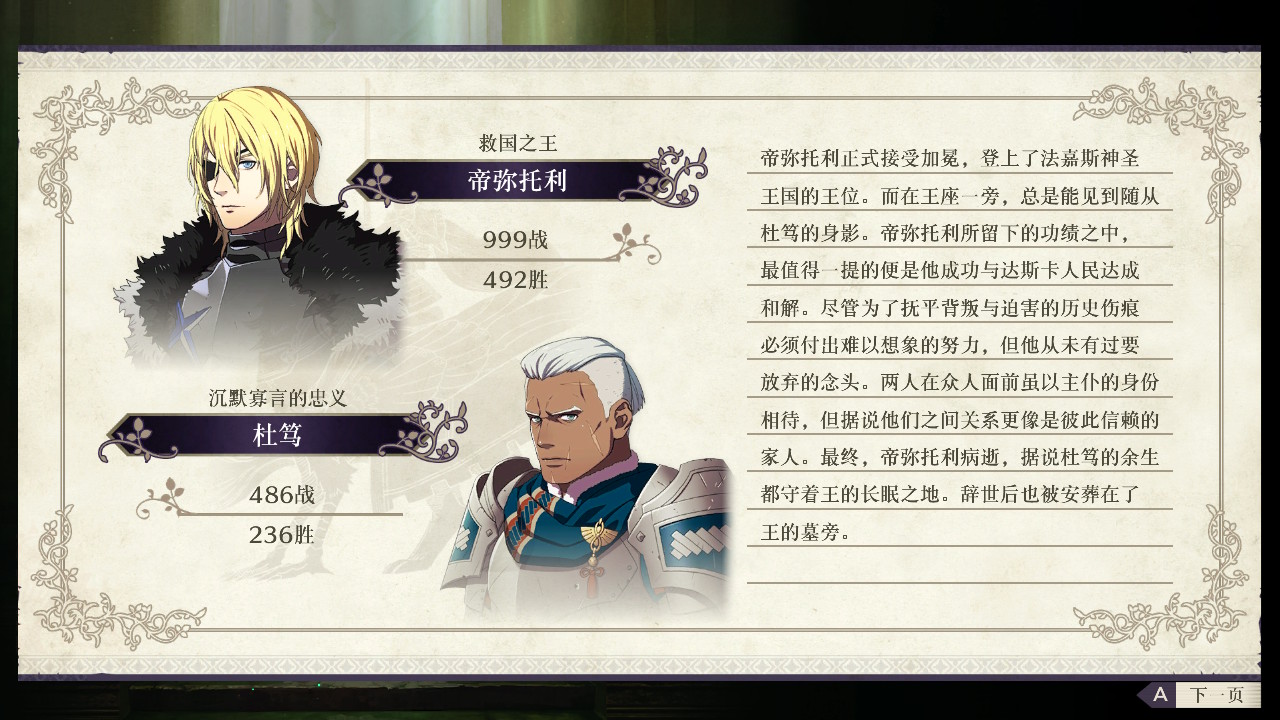 救国之王
帝弥托利
999战
492胜
沉默寡言的忠义
杜笃
486战
236胜
帝弥托利正式接受加冕，登上了法嘉斯神圣
王国的王位。而在王座一旁，总是能见到随从
杜笃的身影。帝弥托利所留下的功绩之中，
最值得一提的便是他成功与达斯卡人民达成
和解。尽管为了抚平背叛与迫害的历史伤痕
必须付出难以想象的努力，但他从未有过要
放弃的念头。两人在众人面前虽以主仆的身份
相待，但据说他们之间关系更像是彼此信赖的
家人。最终，帝弥托利病逝，据说杜笃的余生
都守着王的长眠之地。辞世后也被安葬在了
王的墓旁。
A 下一页